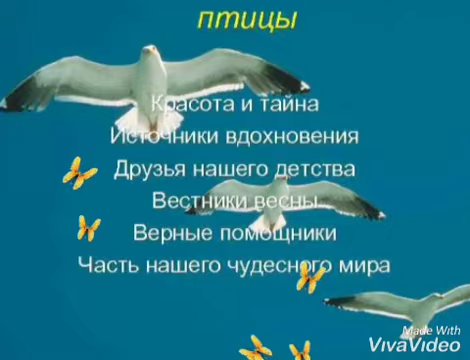 птицы
Красота и тайна
Источники вдохновения
Друзья нашего детства
Вестники весны
Верные помощники
Часть нашего чудесного мира
Made With
VivaVideo